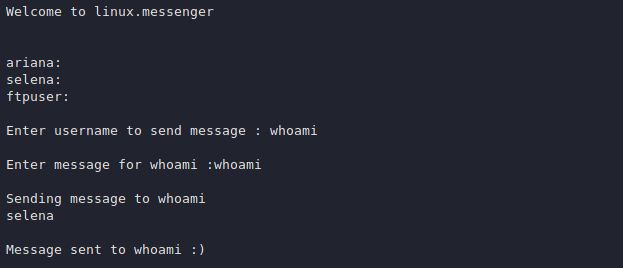 Welcome to linux.messenger
ariana:
selena:
ftpuser:
Enter username to send message : whoami
Enter message for whoami :whoami
Sending message to whoami
selena
Message sent to whoami :)